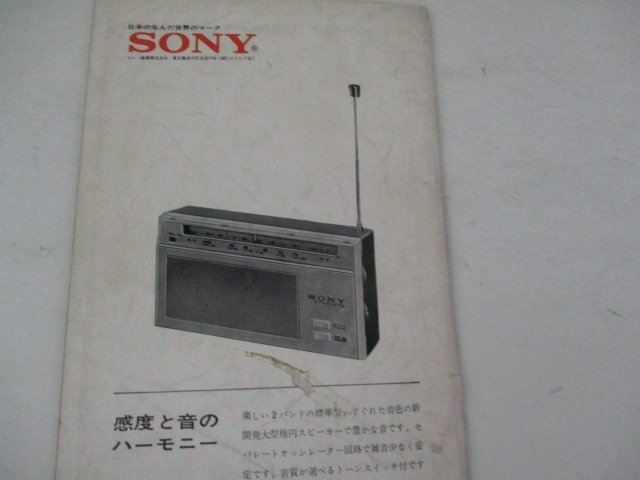 日本の生んだ世界のマーク
SONY®
SONY
感度と音の
ハーモニー
楽しい2バンドの標準型。すぐれた音色の新
開発大型楕円スピーカーで豊かな音です。セ
パレートオッシレーター回路で雑音少なく安
定です。音質が選べるトーンスイッチ付です